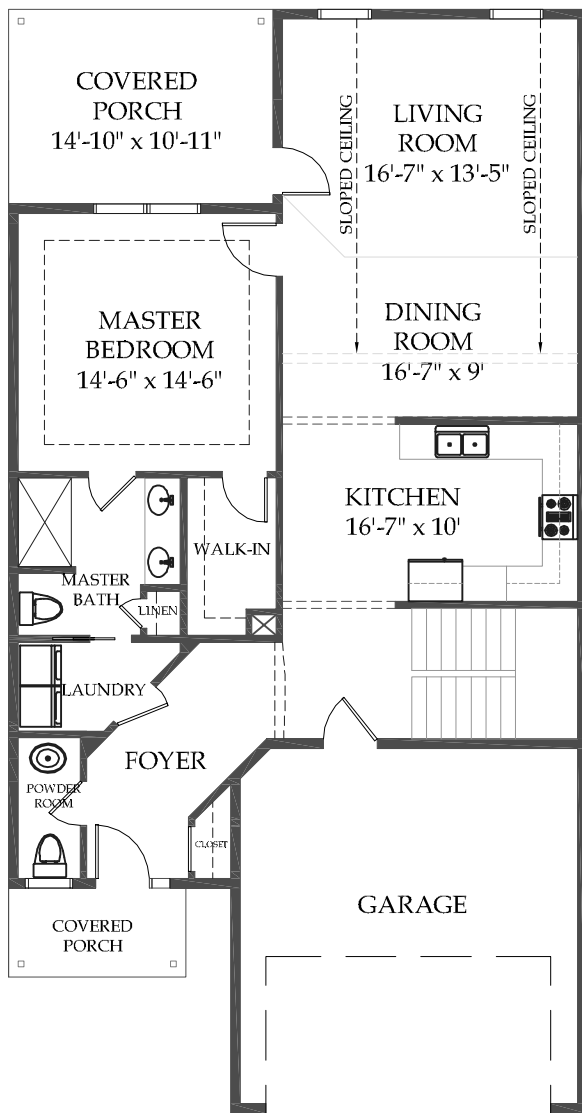 COVERED
PORCH
14'-10" x 10'-11"
LIVING
ROOM
16'-7" x 13'-5"
SLOPED CEILING
SLOPED CEILING
MASTER
BEDROOM
14'-6" x 14'-6"
DINING
ROOM
16'-7" x 9'
KITCHEN
16'-7" x 10'
WALK-IN
MASTER
BATH
LINEN
LAUNDRY
FOYER
POWDER
ROOM
CLOSET
GARAGE
COVERED
PORCH